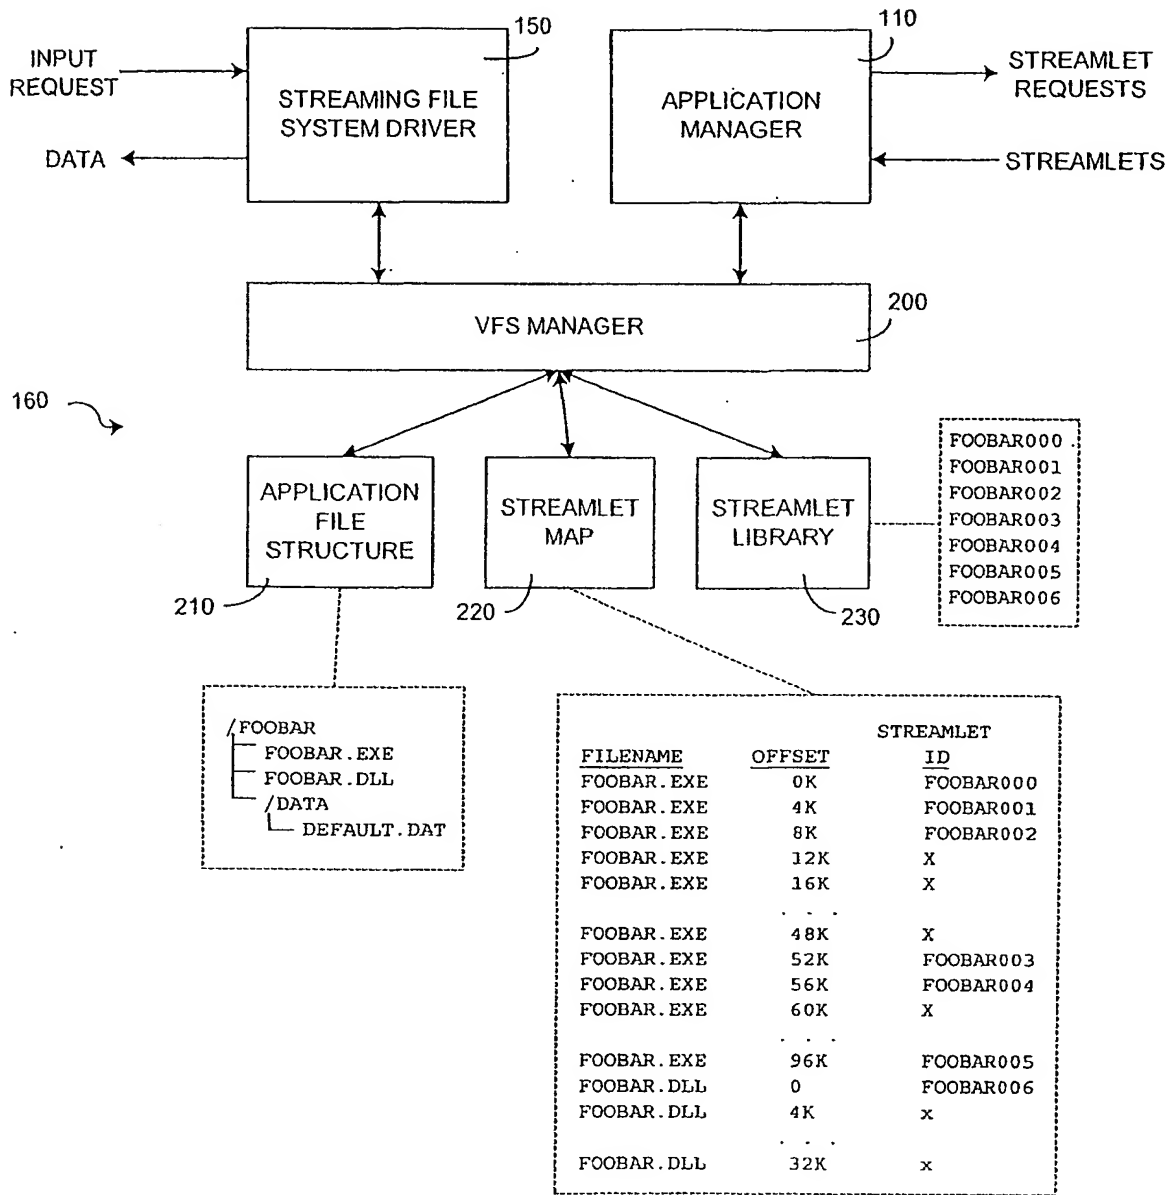 150
110
INPUT
REQUEST
DATA
STREAMING FILE
SYSTEM DRIVER
APPLICATION
MANAGER
STREAMLET
REQUESTS
STREAMLETS
VFS MANAGER
200
160
APPLICATION
FILE
STRUCTURE
210
STREAMLET
MAP
220
STREAMLET
LIBRARY
230
FOOBAR000
FOOBAR001
FOOBAR002
FOOBAR003
FOOBAR004
FOOBAR005
FOOBAR006
/FOOBAR
FOOBAR.EXE
FOOBAR.DLL
/DATA
DEFAULT.DAT
STREAMLET
FILENAME OFFSET ID
FOOBAR.EXE 0K FOOBAR000
FOOBAR.EXE 4K FOOBAR001
FOOBAR.EXE 8K FOOBAR002
FOOBAR.EXE 12K X
FOOBAR.EXE 16K X
. . .
FOOBAR.EXE 48K X
FOOBAR.EXE 52K FOOBAR003
FOOBAR.EXE 56K FOOBAR004
FOOBAR.EXE 60K X
. . .
FOOBAR.EXE 96K FOOBAR005
FOOBAR.DLL 0 FOOBAR006
FOOBAR.DLL 4K x
. . .
FOOBAR.DLL 32K x